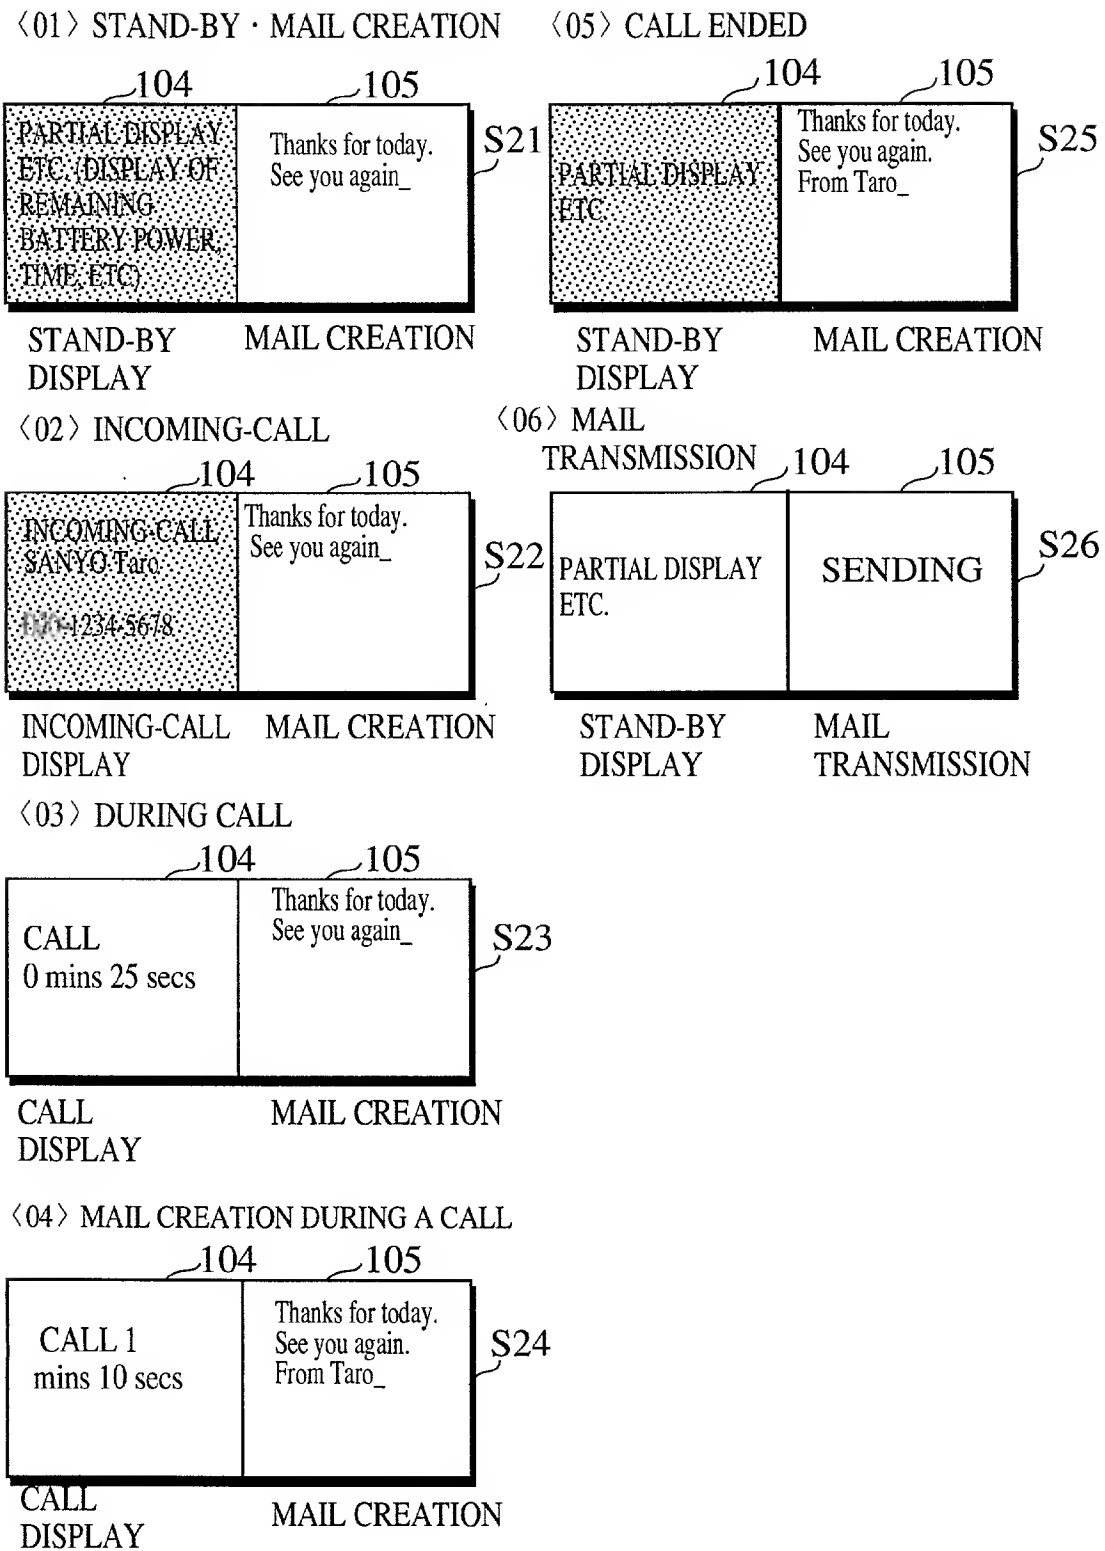 〈01〉 STAND-BY · MAIL CREATION
104
105
PARTIAL DISPLAY
ETC. (DISPLAY OF
REMAINING
BATTERY POWER,
TIME, ETC)
Thanks for today.
See you again_
S21
STAND-BY
DISPLAY
MAIL CREATION
〈02〉 INCOMING-CALL
104
105
INCOMING-CALL
SANYO Taro
-1234-5678
Thanks for today.
See you again_
S22
INCOMING-CALL
DISPLAY
MAIL CREATION
〈03〉 DURING CALL
104
105
CALL
0 mins 25 secs
Thanks for today.
See you again_
S23
CALL
DISPLAY
MAIL CREATION
〈04〉 MAIL CREATION DURING A CALL
104
105
CALL 1
mins 10 secs
Thanks for today.
See you again.
From Taro_
S24
CALL
DISPLAY
MAIL CREATION
〈05〉 CALL ENDED
104
105
PARTIAL DISPLAY
ETC.
Thanks for today.
See you again.
From Taro_
S25
STAND-BY
DISPLAY
MAIL CREATION
〈06〉 MAIL
TRANSMISSION
104
105
PARTIAL DISPLAY
ETC.
SENDING
S26
STAND-BY
DISPLAY
MAIL
TRANSMISSION